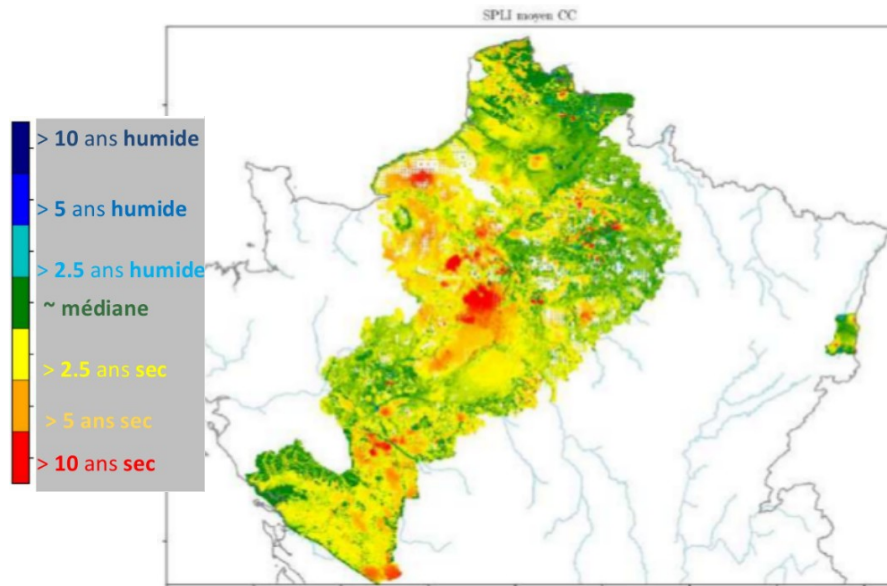 SPLI moyen CC
> 10 ans humide
> 5 ans humide
> 2.5 ans humide
~ médiane
> 2.5 ans sec
> 5 ans sec
> 10 ans sec